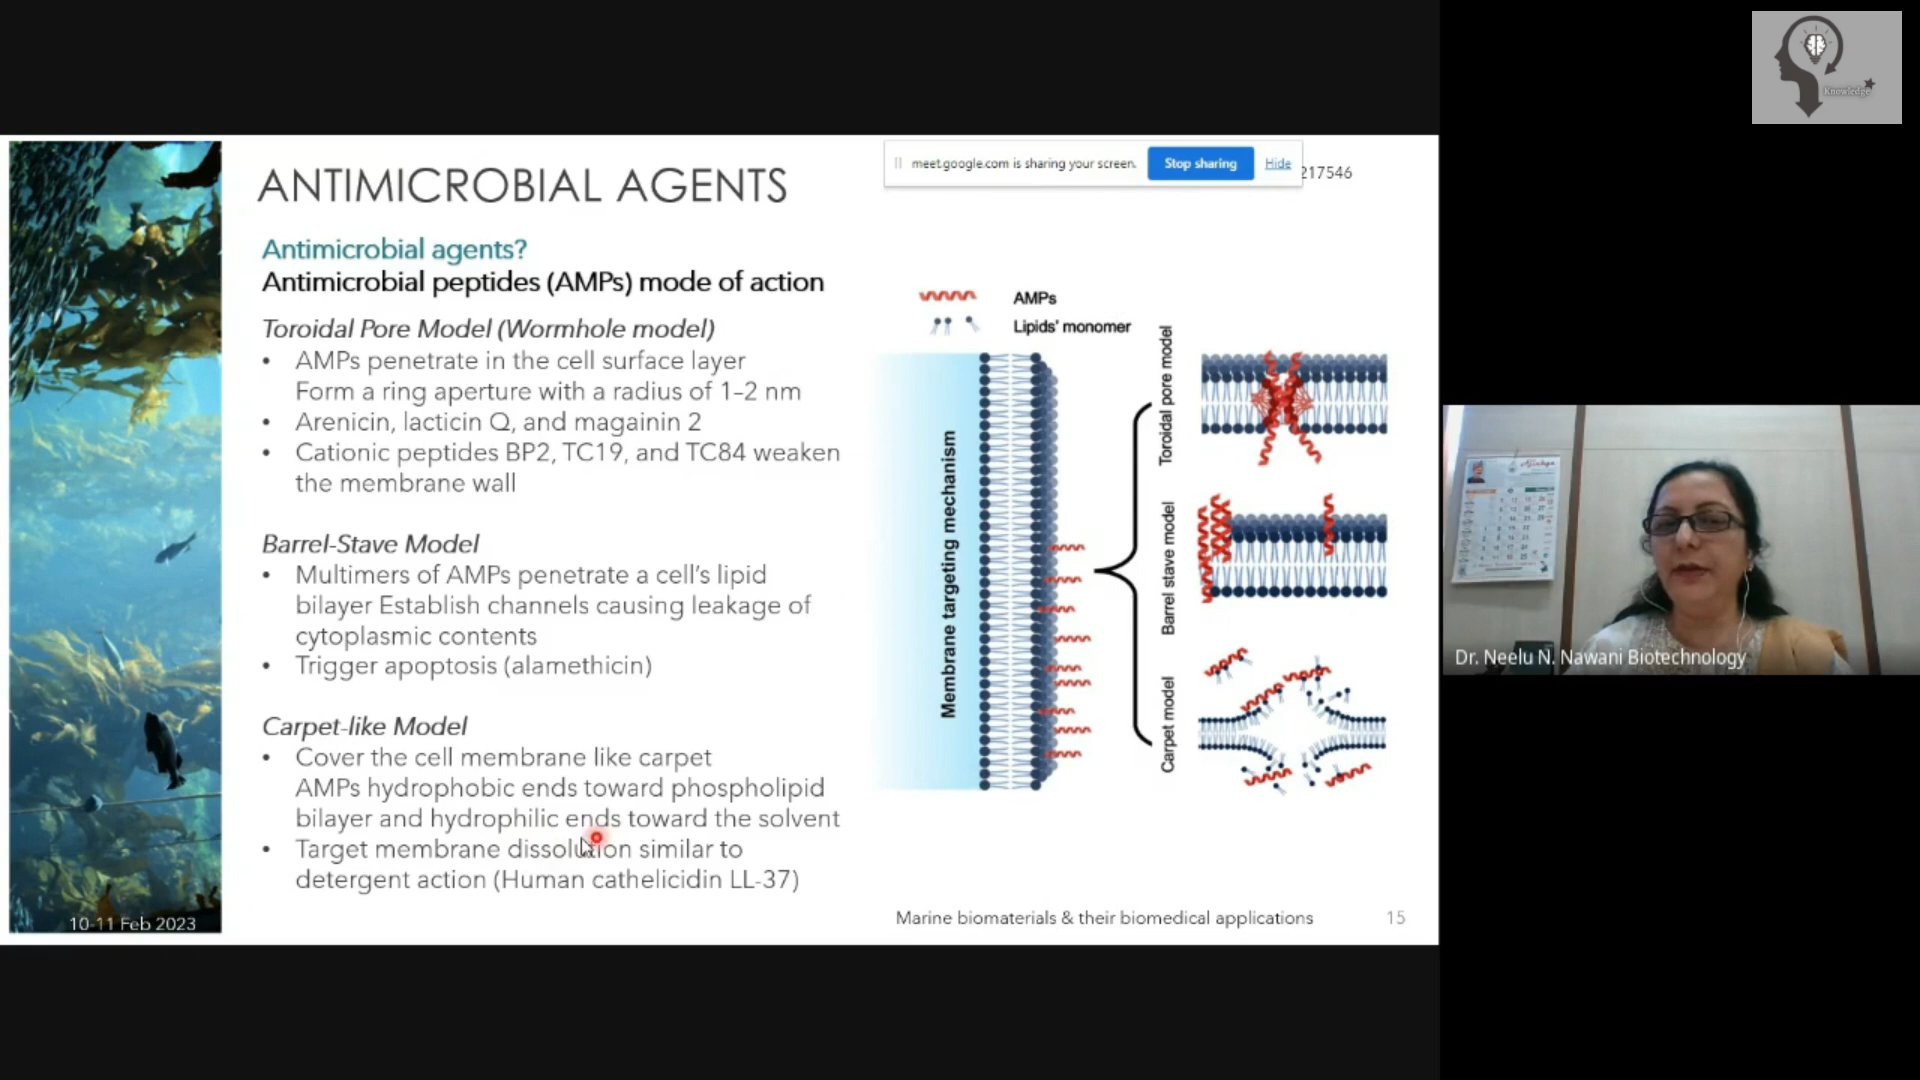 Knowledge
meet.google.com is sharing your screen.
Stop sharing
Hide
217546
ANTIMICROBIAL AGENTS
Antimicrobial agents?
Antimicrobial peptides (AMPs) mode of action
Toroidal Pore Model (Wormhole model)
• AMPs penetrate in the cell surface layer
Form a ring aperture with a radius of 1–2 nm
• Arenicin, lacticin Q, and magainin 2
• Cationic peptides BP2, TC19, and TC84 weaken
the membrane wall
Barrel-Stave Model
• Multimers of AMPs penetrate a cell's lipid
bilayer Establish channels causing leakage of
cytoplasmic contents
• Trigger apoptosis (alamethicin)
Carpet-like Model
• Cover the cell membrane like carpet
AMPs hydrophobic ends toward phospholipid
bilayer and hydrophilic ends toward the solvent
• Target membrane dissolution similar to
detergent action (Human cathelicidin LL-37)
AMPs
Lipids' monomer
Membrane targeting mechanism
Toroidal pore model
Barrel stave model
Carpet model
10-11 Feb 2023
Marine biomaterials & their biomedical applications
15
Dr. Neelu N. Nawani Biotechnology